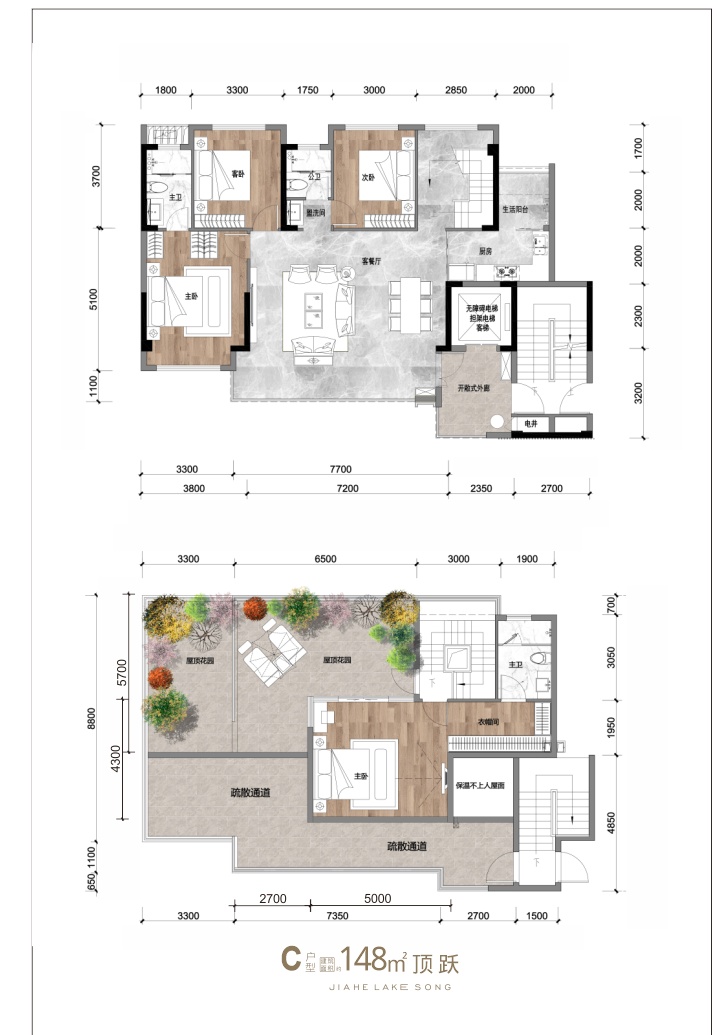 1800 3300 1750 3000 2850 2000
3700
5100
1100
1700
2000
2000
2300
3200
客卧
公卫
次卧
主卫
盥洗间
生活阳台
客餐厅
厨房
主卧
无障碍电梯
担架电梯
客梯
开敞式外廊
下
下
电井
3300 7700
3800 7200 2350 2700
3300 6500 3000 1900
8800
5700
4300
650 1100
700
3050
1950
4850
屋顶花园
屋顶花园
下
主卫
衣帽间
主卧
保温不上人屋面
疏散通道
疏散通道
下
2700 5000
3300 7350 2700 1500
C 户型 建筑面积约 148m² 顶跃
JIAHE LAKE SONG